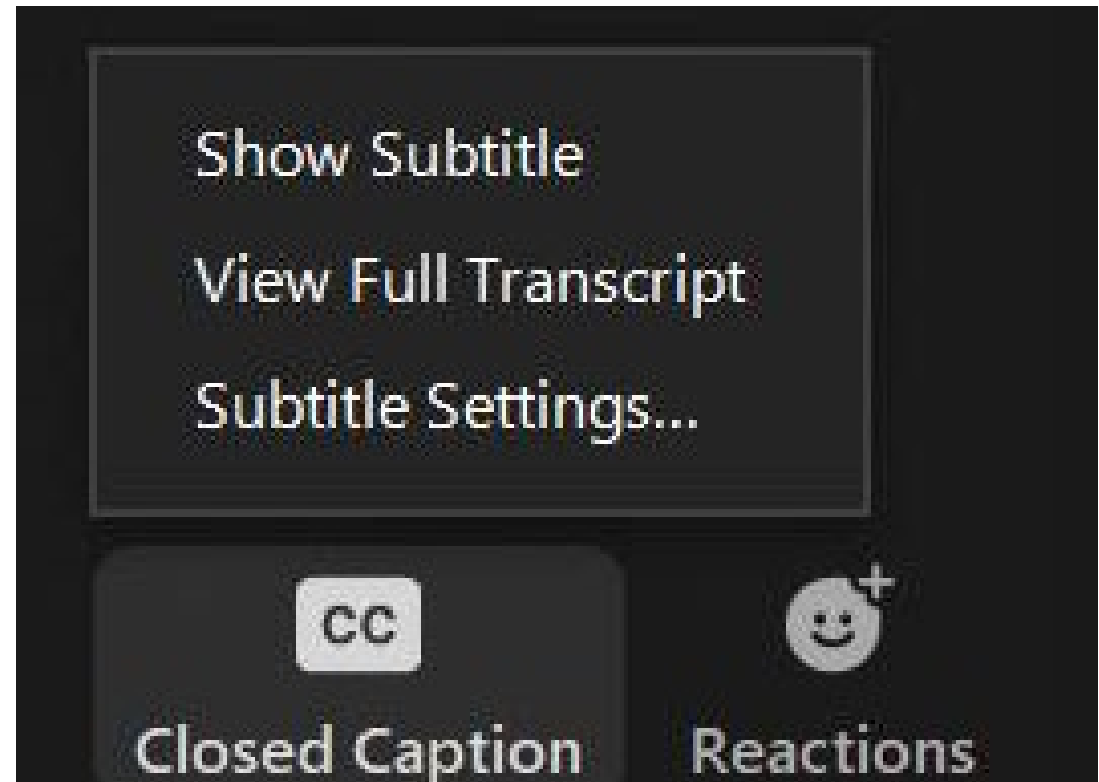 Show Subtitle
View Full Transcript
Subtitle Settings...
CC
Closed Caption
Reactions